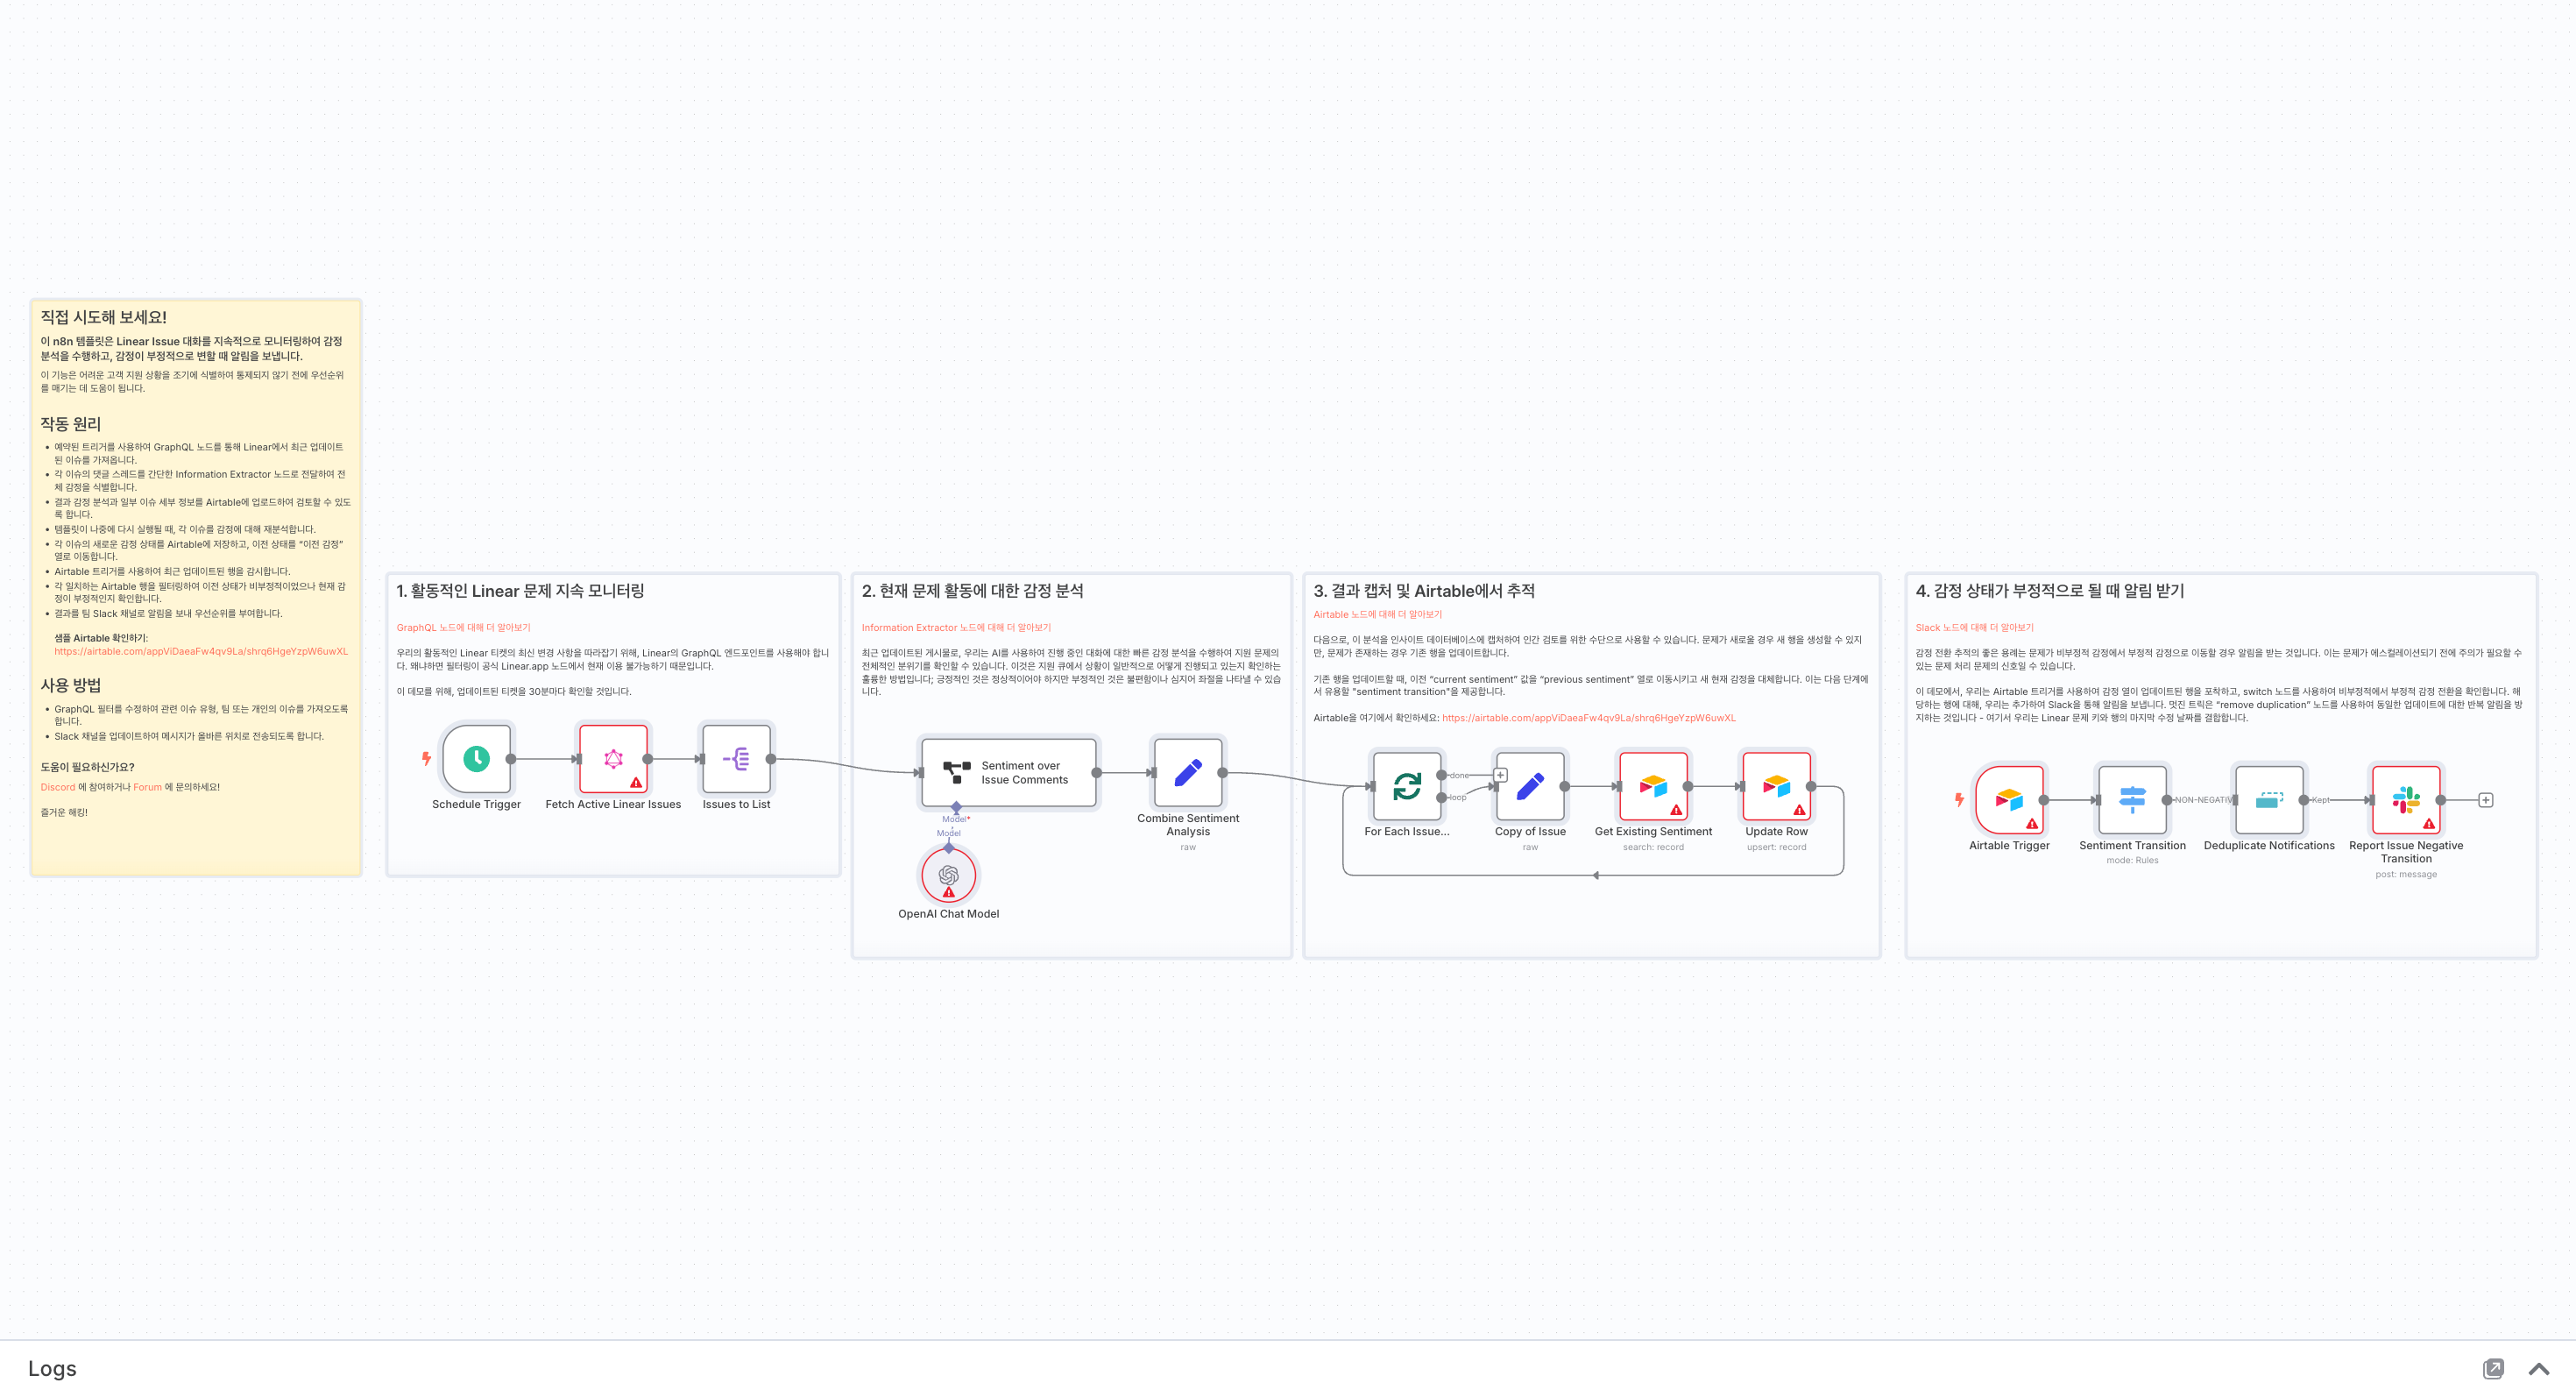 직접 시도해 보세요!
이 n8n 템플릿은 Linear Issue 대화를 지속적으로 모니터링하여 감정
분석을 수행하고, 감정이 부정적으로 변할 때 알림을 보냅니다.
이 기능은 어려운 고객 지원 상황을 조기에 식별하여 통제되지 않기 전에 우선순위
를 매기는 데 도움이 됩니다.
작동 원리
• 예약된 트리거를 사용하여 GraphQL 노드를 통해 Linear에서 최근 업데이트
된 이슈를 가져옵니다.
• 각 이슈의 댓글 스레드를 간단한 Information Extractor 노드로 전달하여 전
체 감정을 식별합니다.
• 결과 감정 분석과 일부 이슈 세부 정보를 Airtable에 업로드하여 검토할 수 있도
록 합니다.
• 템플릿이 나중에 다시 실행될 때, 각 이슈를 감정에 대해 재분석합니다.
• 각 이슈의 새로운 감정 상태를 Airtable에 저장하고, 이전 상태를 “이전 감정”
열로 이동합니다.
• Airtable 트리거를 사용하여 최근 업데이트된 행을 감시합니다.
• 각 일치하는 Airtable 행을 필터링하여 이전 상태가 비부정적이었으나 현재 감
정이 부정적인지 확인합니다.
• 결과를 팀 Slack 채널로 알림을 보내 우선순위를 부여합니다.
샘플 Airtable 확인하기:
https://airtable.com/appViDaeaFw4qv9La/shrq6HgeYzpW6uwXL
사용 방법
• GraphQL 필터를 수정하여 관련 이슈 유형, 팀 또는 개인의 이슈를 가져오도록
합니다.
• Slack 채널을 업데이트하여 메시지가 올바른 위치로 전송되도록 합니다.
도움이 필요하신가요?
Discord 에 참여하거나 Forum 에 문의하세요!
즐거운 해킹!
1. 활동적인 Linear 문제 지속 모니터링
GraphQL 노드에 대해 더 알아보기
우리의 활동적인 Linear 티켓의 최신 변경 사항을 따라잡기 위해, Linear의 GraphQL 엔드포인트를 사용해야 합니
다. 왜냐하면 필터링이 공식 Linear.app 노드에서 현재 이용 불가능하기 때문입니다.
이 데모를 위해, 업데이트된 티켓을 30분마다 확인할 것입니다.
Schedule Trigger
Fetch Active Linear Issues
Issues to List
2. 현재 문제 활동에 대한 감정 분석
Information Extractor 노드에 대해 더 알아보기
최근 업데이트된 게시물로, 우리는 AI를 사용하여 진행 중인 대화에 대한 빠른 감정 분석을 수행하여 지원 문제의
전체적인 분위기를 확인할 수 있습니다. 이것은 지원 큐에서 상황이 일반적으로 어떻게 진행되고 있는지 확인하는
훌륭한 방법입니다; 긍정적인 것은 정상적이어야 하지만 부정적인 것은 불편함이나 심지어 좌절을 나타낼 수 있습
니다.
Sentiment over
Issue Comments
Model*
Model
OpenAI Chat Model
Combine Sentiment
Analysis
raw
3. 결과 캡처 및 Airtable에서 추적
Airtable 노드에 대해 더 알아보기
다음으로, 이 분석을 인사이트 데이터베이스에 캡처하여 인간 검토를 위한 수단으로 사용할 수 있습니다. 문제가 새로울 경우 새 행을 생성할 수 있지
만, 문제가 존재하는 경우 기존 행을 업데이트합니다.
기존 행을 업데이트할 때, 이전 “current sentiment” 값을 “previous sentiment” 열로 이동시키고 새 현재 감정을 대체합니다. 이는 다음 단계에
서 유용할 "sentiment transition"을 제공합니다.
Airtable을 여기에서 확인하세요: https://airtable.com/appViDaeaFw4qv9La/shrq6HgeYzpW6uwXL
done
loop
For Each Issue...
Copy of Issue
raw
Get Existing Sentiment
search: record
Update Row
upsert: record
4. 감정 상태가 부정적으로 될 때 알림 받기
Slack 노드에 대해 더 알아보기
감정 전환 추적의 좋은 용례는 문제가 비부정적 감정에서 부정적 감정으로 이동할 경우 알림을 받는 것입니다. 이는 문제가 에스컬레이션되기 전에 주의가 필요할 수
있는 문제 처리 문제의 신호일 수 있습니다.
이 데모에서, 우리는 Airtable 트리거를 사용하여 감정 열이 업데이트된 행을 포착하고, switch 노드를 사용하여 비부정적에서 부정적 감정 전환을 확인합니다. 해
당하는 행에 대해, 우리는 추가하여 Slack을 통해 알림을 보냅니다. 멋진 트릭은 “remove duplication” 노드를 사용하여 동일한 업데이트에 대한 반복 알림을 방
지하는 것입니다 - 여기서 우리는 Linear 문제 키와 행의 마지막 수정 날짜를 결합합니다.
Airtable Trigger
NON-NEGATIV
Sentiment Transition
mode: Rules
Deduplicate Notifications
Kept
Report Issue Negative
Transition
post: message
Logs